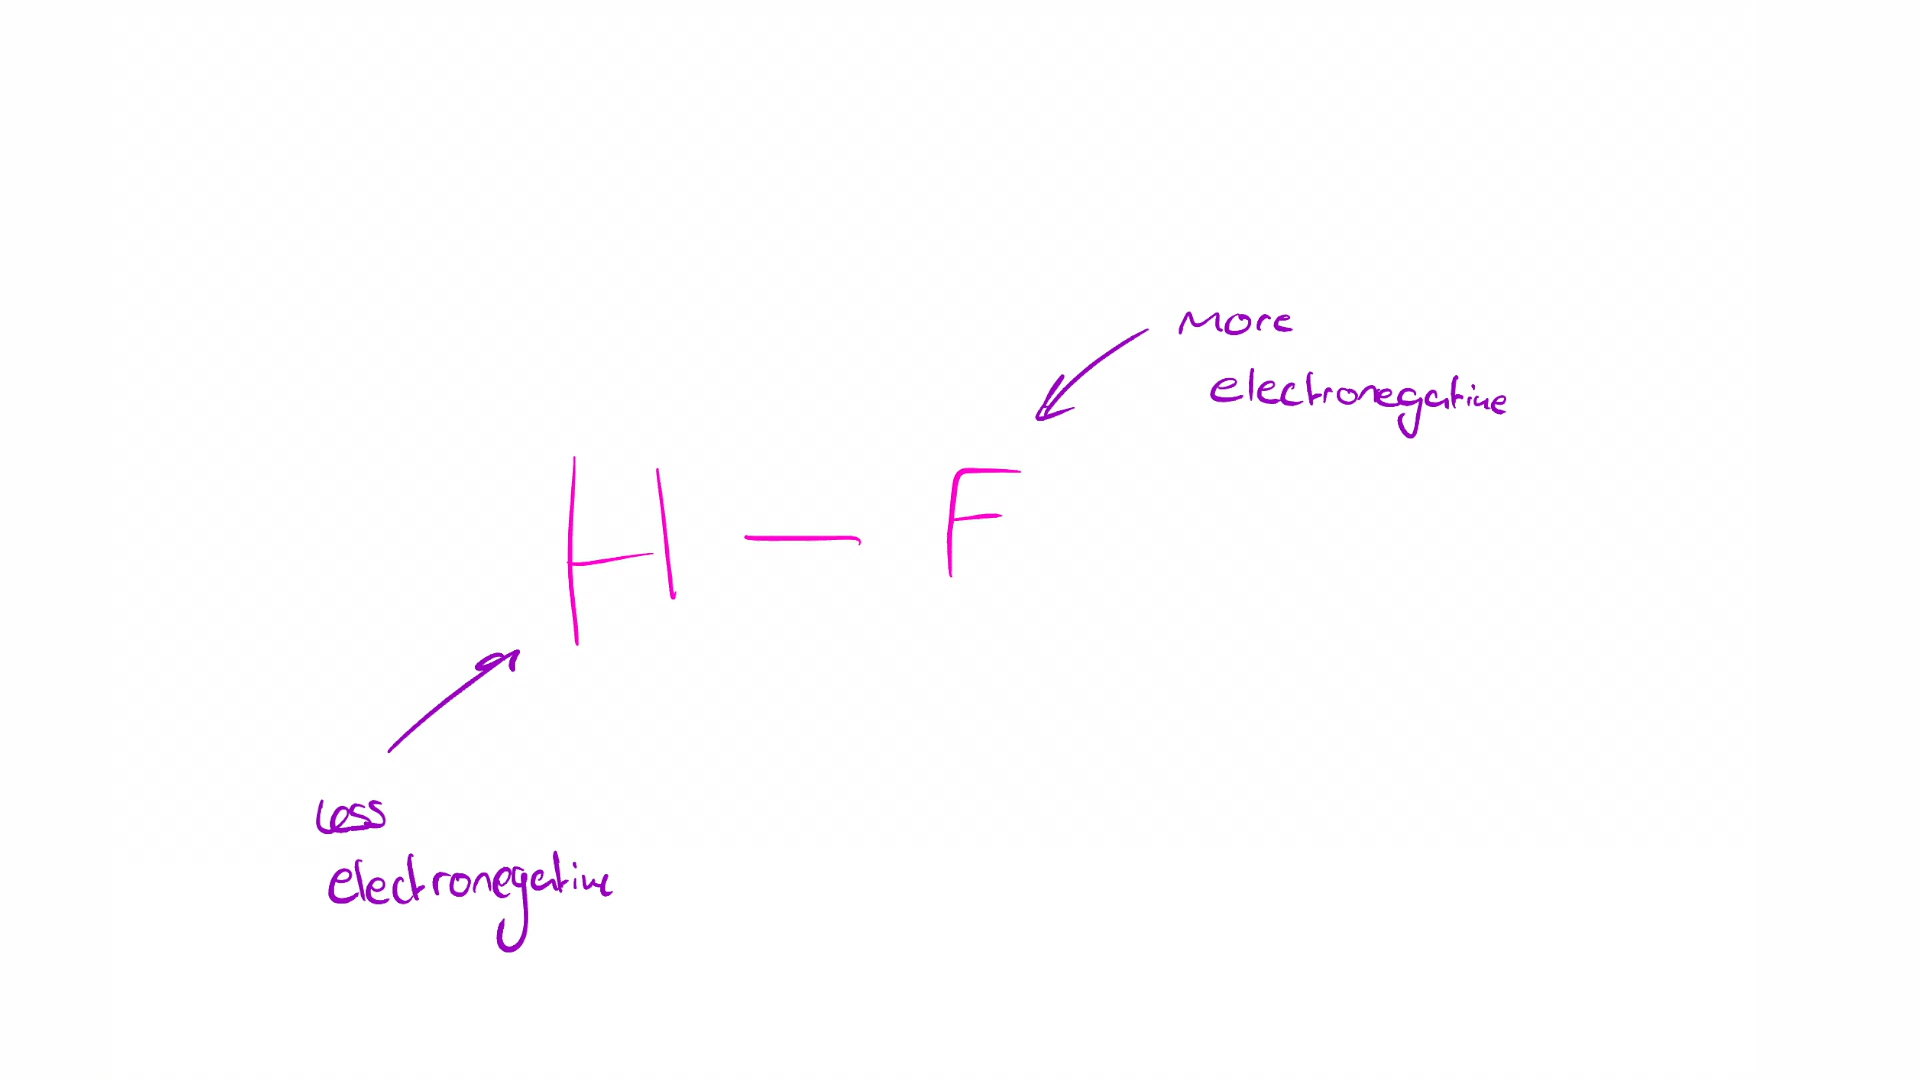 More
electronegative
H — F
Less
electronegative